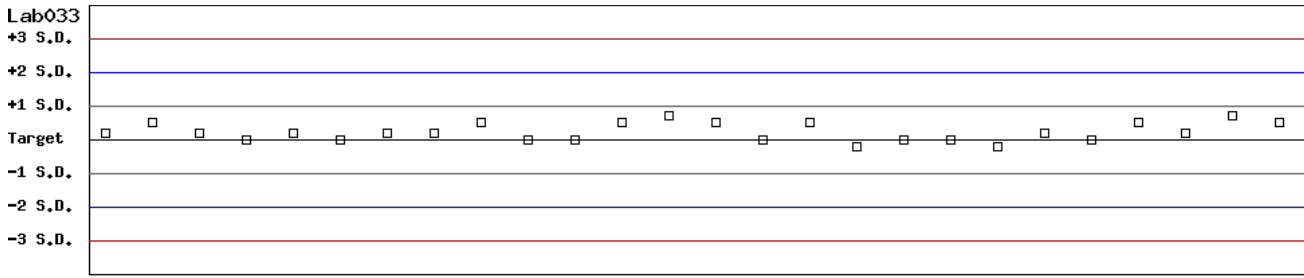 Lab033
+3 S.D.
+2 S.D.
+1 S.D.
Target
-1 S.D.
-2 S.D.
-3 S.D.